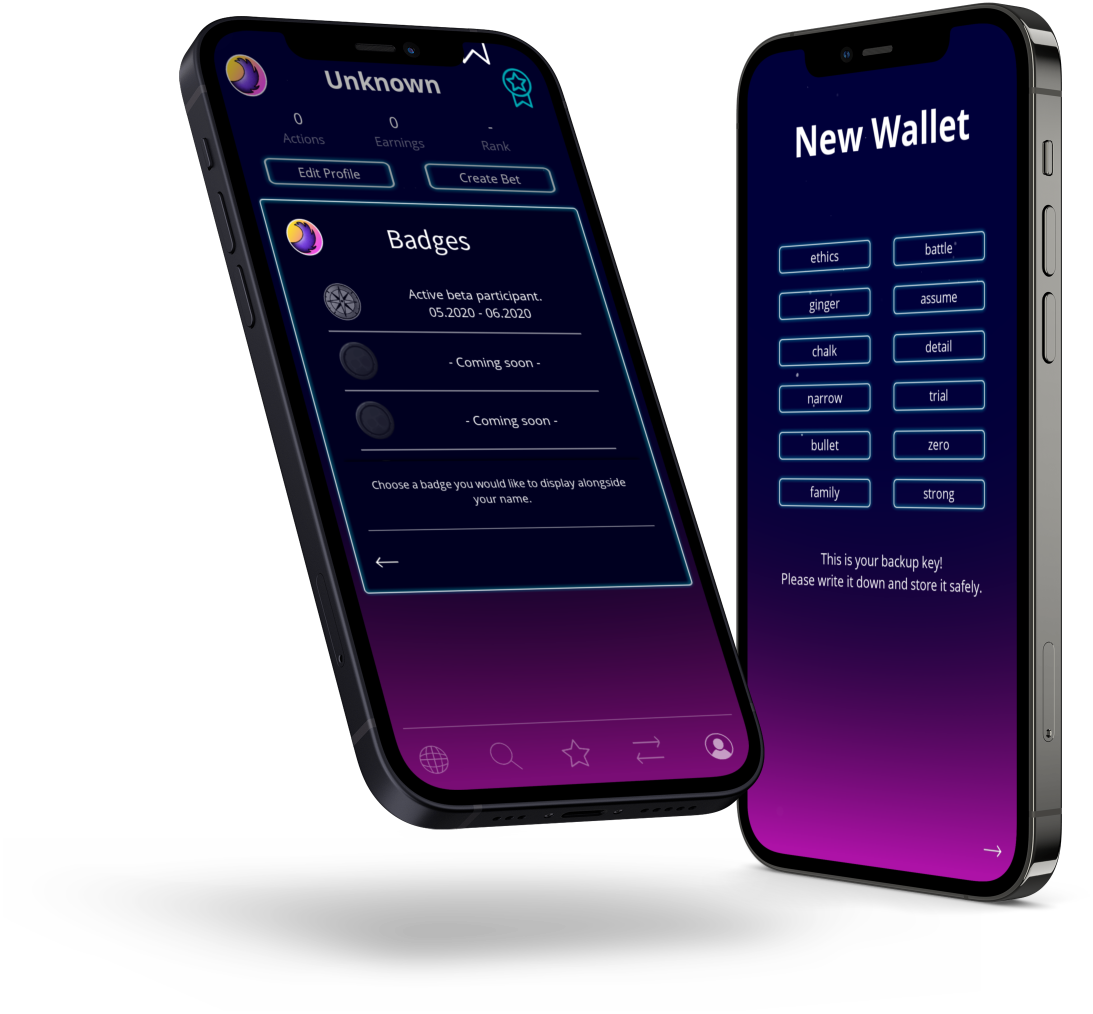 Unknown
0 0 -
Actions Earnings Rank
Edit Profile Create Bet
Badges
Active beta participant.
05.2020 - 06.2020
- Coming soon -
- Coming soon -
Choose a badge you would like to display alongside
your name.
New Wallet
ethics battle
ginger assume
chalk detail
narrow trial
bullet zero
family strong
This is your backup key!
Please write it down and store it safely.